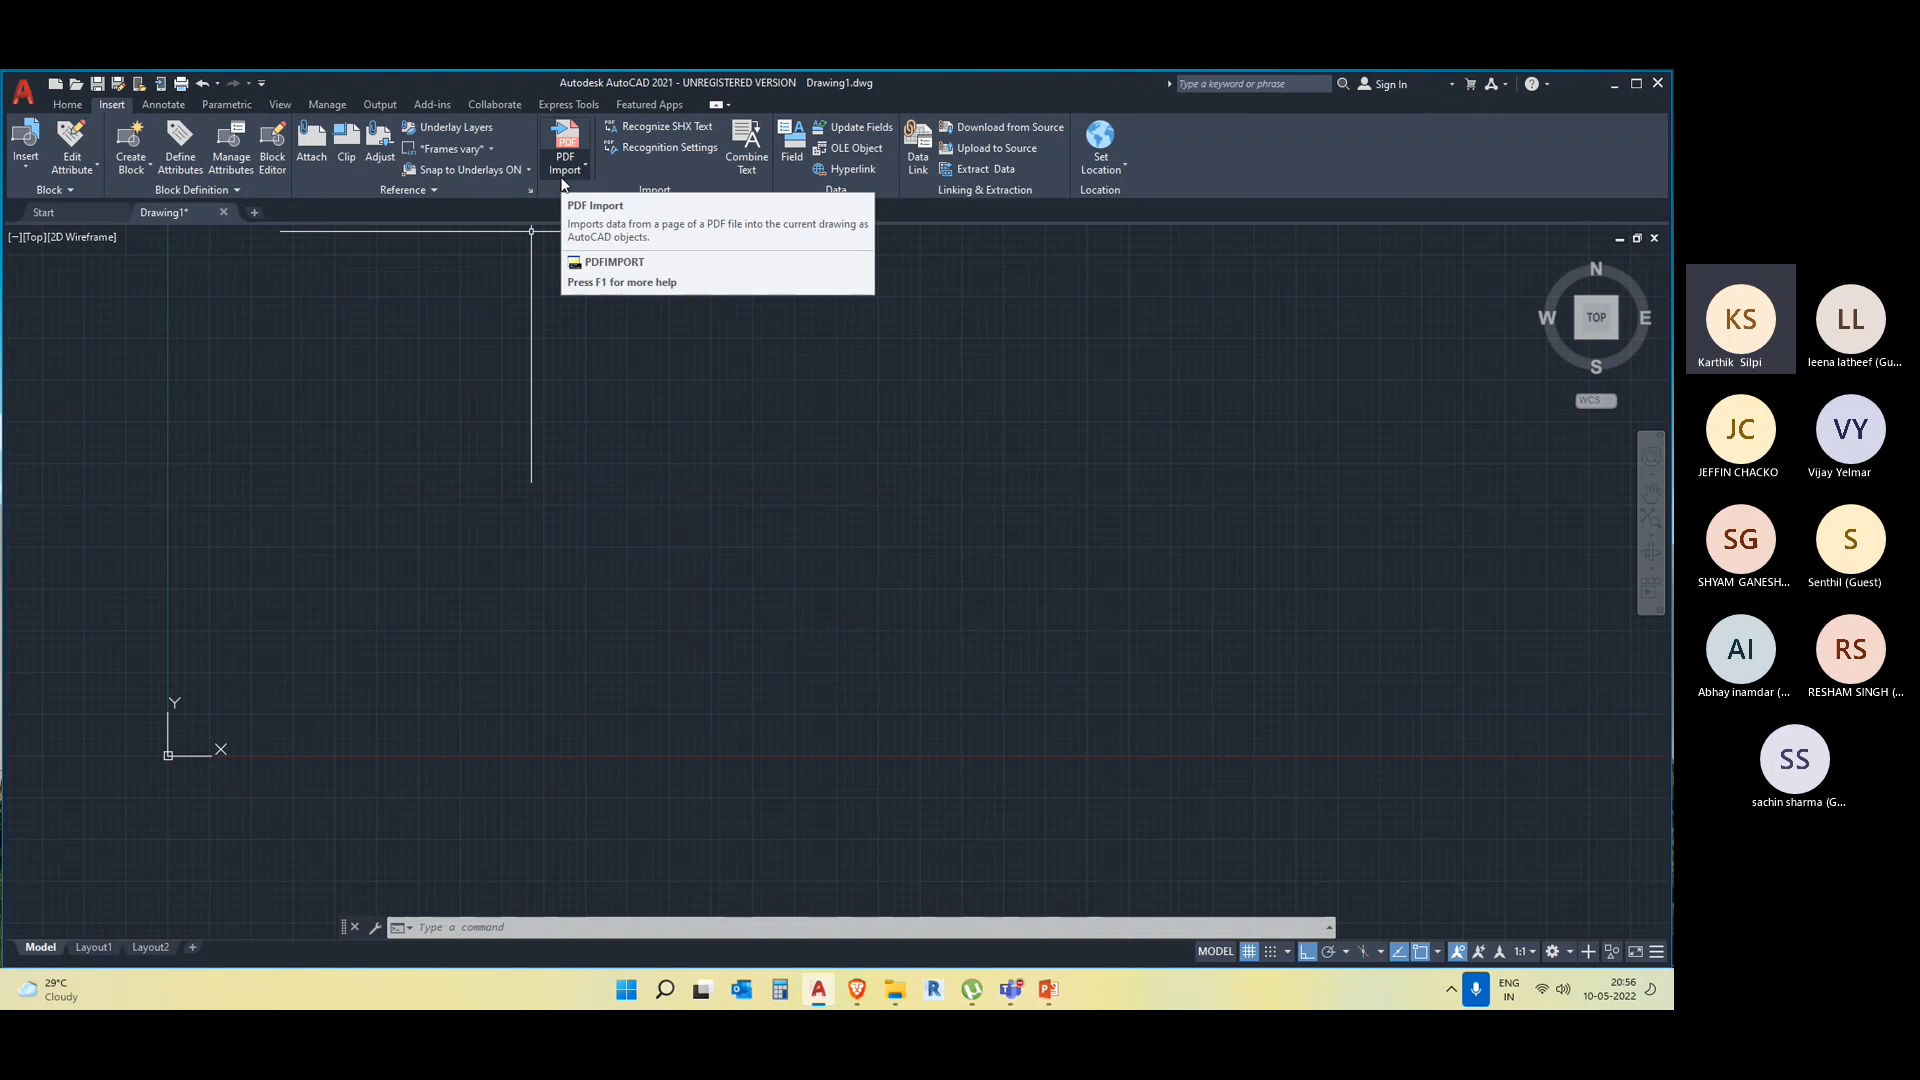 Autodesk AutoCAD 2021 - UNREGISTERED VERSION Drawing1.dwg
Type a keyword or phrase
Sign In
Home Insert Annotate Parametric View Manage Output Add-ins Collaborate Express Tools Featured Apps
Insert
Edit Attribute
Block
Create Block
Define Attributes
Manage Attributes
Block Editor
Block Definition
Attach
Clip
Adjust
Underlay Layers
*Frames vary*
Snap to Underlays ON
Reference
PDF
PDF Import
Recognize SHX Text
Recognition Settings
Combine Text
Import
Field
Update Fields
OLE Object
Hyperlink
Data
Data Link
Download from Source
Upload to Source
Extract Data
Linking & Extraction
Set Location
Location
Start
Drawing1*
[−][Top][2D Wireframe]
PDF Import
Imports data from a page of a PDF file into the current drawing as
AutoCAD objects.
PDFIMPORT
Press F1 for more help
N
W TOP E
S
WCS
Y
X
Type a command
Model Layout1 Layout2
MODEL
1:1
29°C
Cloudy
ENG
IN
20:56
10-05-2022
KS
Karthik Silpi
LL
leena latheef (Gu...
JC
JEFFIN CHACKO
VY
Vijay Yelmar
SG
SHYAM GANESH...
S
Senthil (Guest)
AI
Abhay inamdar (...
RS
RESHAM SINGH (...
SS
sachin sharma (G...